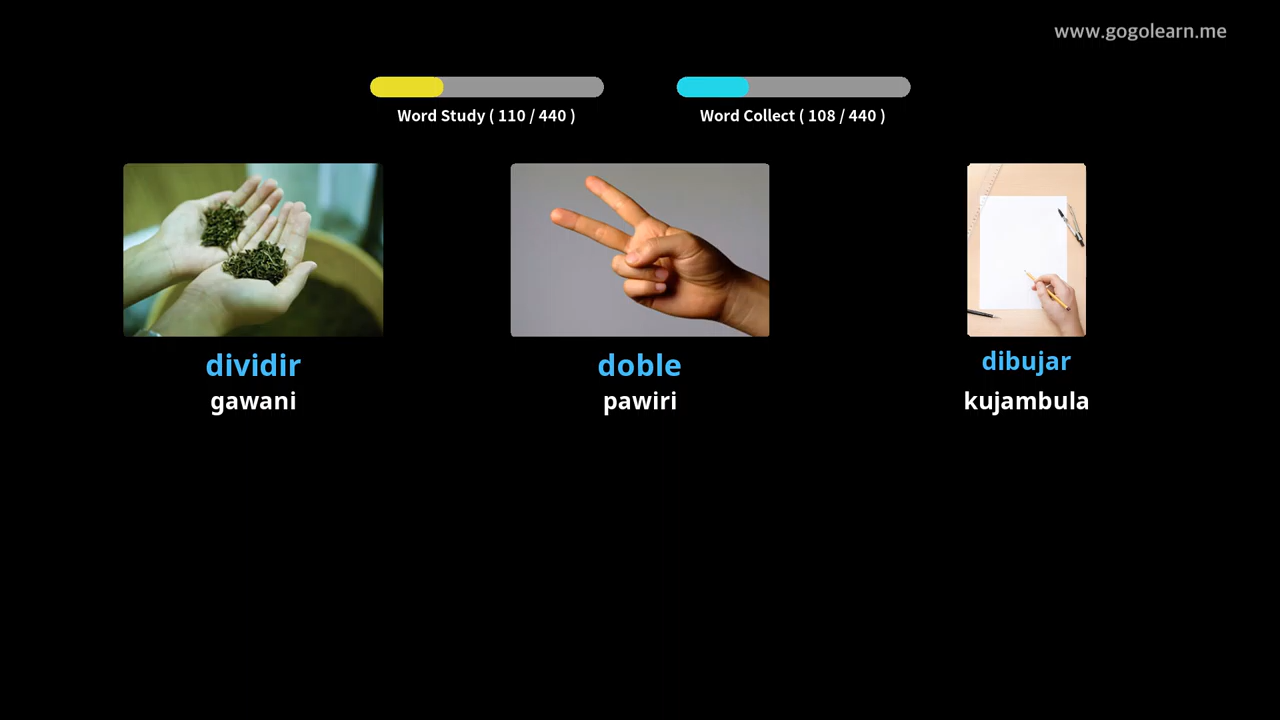 www.gogolearn.me
Word Study ( 110 / 440 )
Word Collect ( 108 / 440 )
dividir
gawani
doble
pawiri
dibujar
kujambula